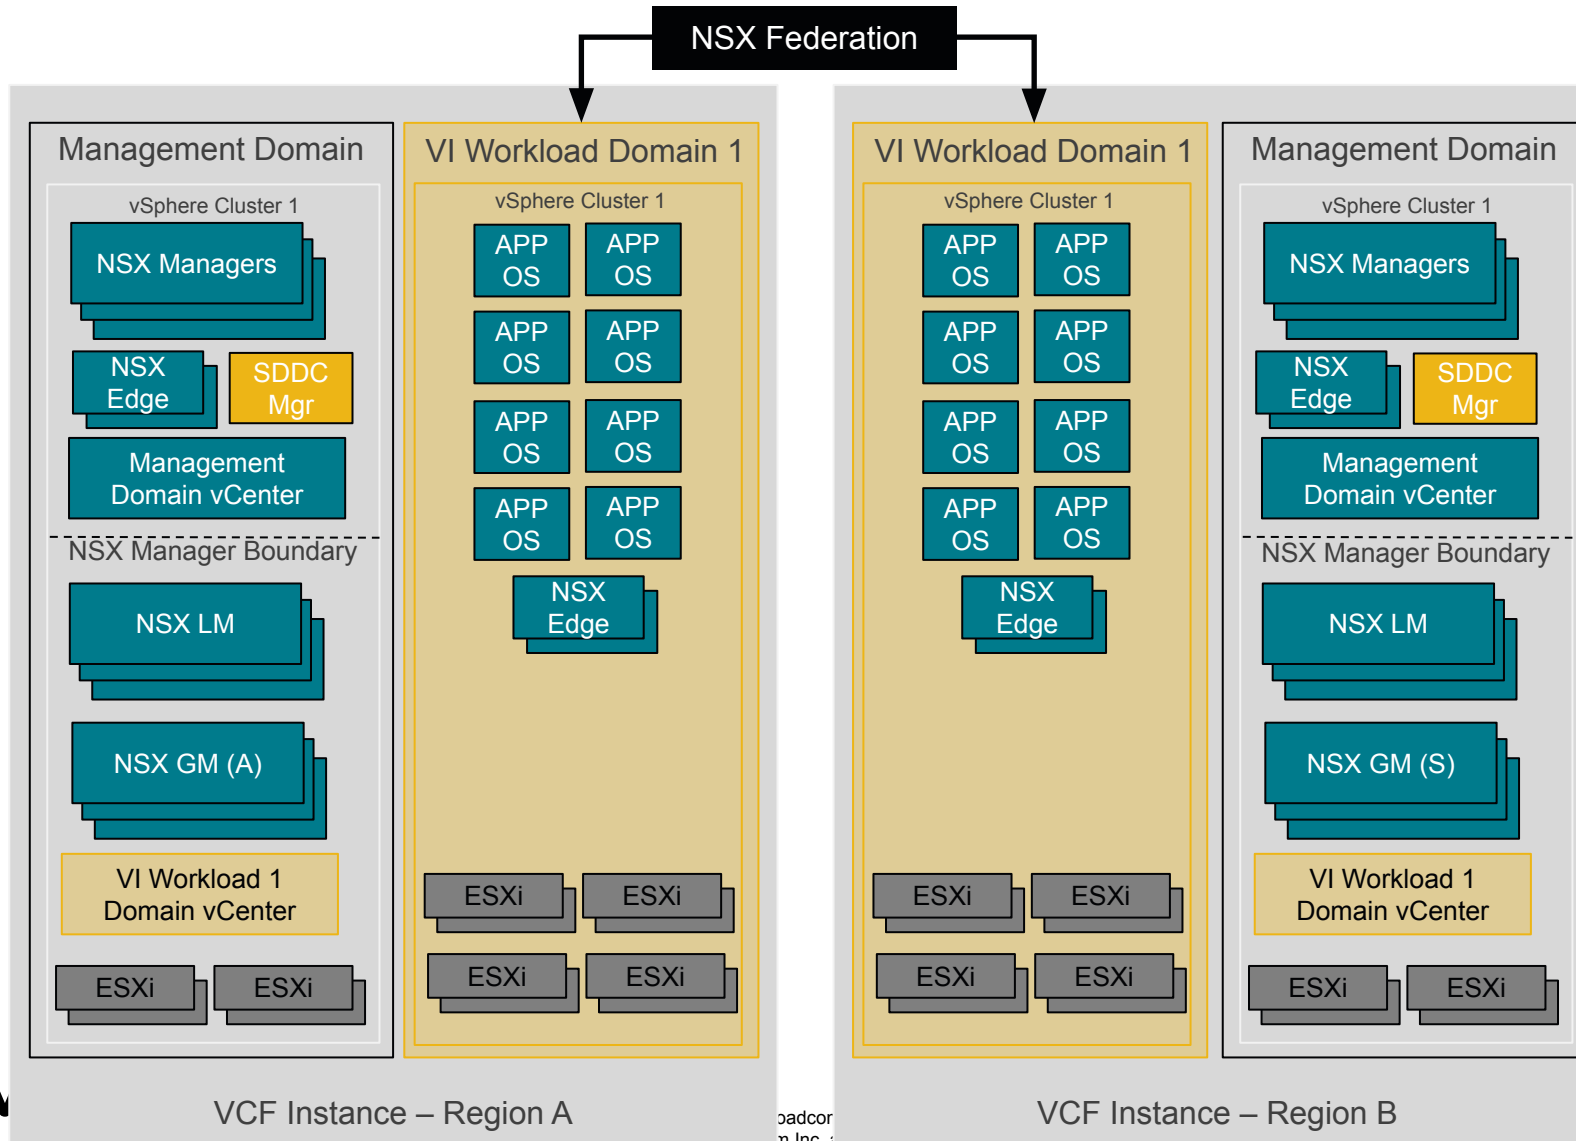 NSX Federation
Management Domain
vSphere Cluster 1
NSX Managers
NSX
Edge
SDDC
Mgr
Management
Domain vCenter
NSX Manager Boundary
NSX LM
NSX GM (A)
VI Workload 1
Domain vCenter
ESXi
ESXi
VI Workload Domain 1
vSphere Cluster 1
APP
OS
APP
OS
APP
OS
APP
OS
APP
OS
APP
OS
APP
OS
APP
OS
NSX
Edge
ESXi
ESXi
ESXi
ESXi
VCF Instance – Region A
VI Workload Domain 1
vSphere Cluster 1
APP
OS
APP
OS
APP
OS
APP
OS
APP
OS
APP
OS
APP
OS
APP
OS
NSX
Edge
ESXi
ESXi
ESXi
ESXi
Management Domain
vSphere Cluster 1
NSX Managers
NSX
Edge
SDDC
Mgr
Management
Domain vCenter
NSX Manager Boundary
NSX LM
NSX GM (S)
VI Workload 1
Domain vCenter
ESXi
ESXi
VCF Instance – Region B